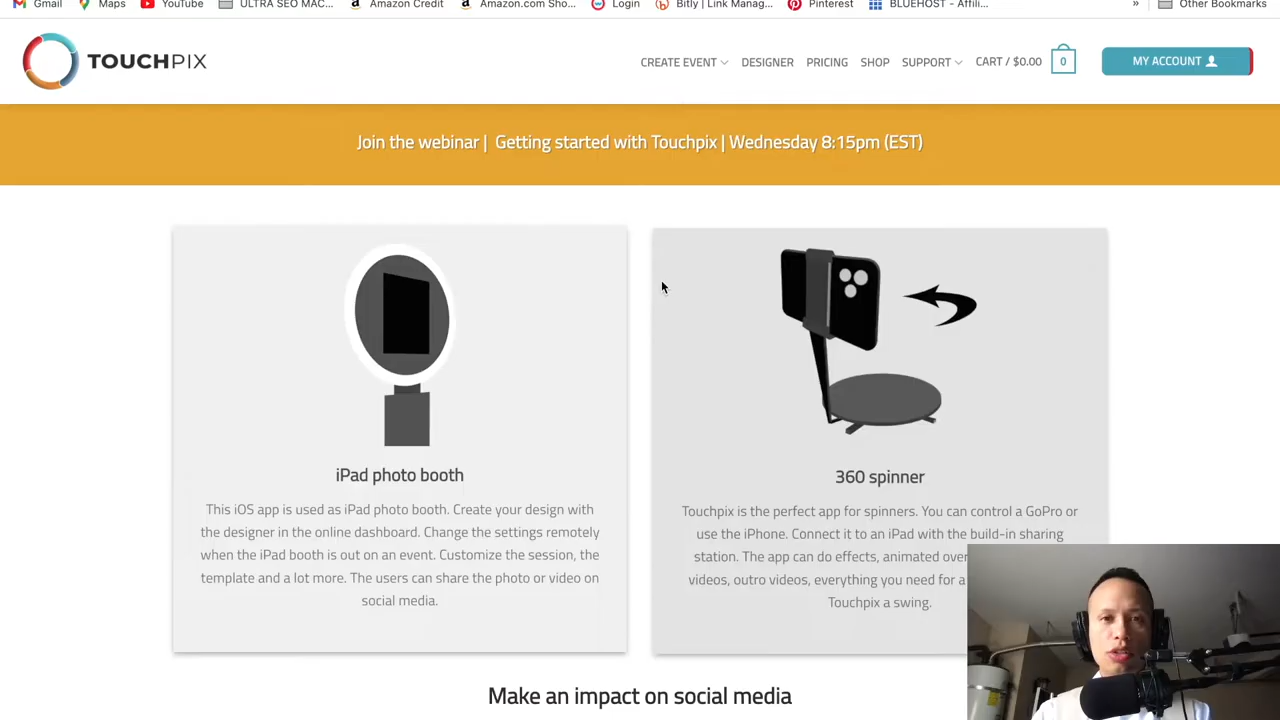 Gmail Maps YouTube ULTRA SEO MAC... Amazon Credit Amazon.com Sho... Login Bitly | Link Manag... Pinterest BLUEHOST - Affili... » Other Bookmarks
TOUCHPIX CREATE EVENT DESIGNER PRICING SHOP SUPPORT CART / $0.00 0 MY ACCOUNT
Join the webinar | Getting started with Touchpix | Wednesday 8:15pm (EST)
iPad photo booth
This iOS app is used as iPad photo booth. Create your design with
the designer in the online dashboard. Change the settings remotely
when the iPad booth is out on an event. Customize the session, the
template and a lot more. The users can share the photo or video on
social media.
360 spinner
Touchpix is the perfect app for spinners. You can control a GoPro or
use the iPhone. Connect it to an iPad with the build-in sharing
station. The app can do effects, animated over
videos, outro videos, everything you need for a
Touchpix a swing.
Make an impact on social media